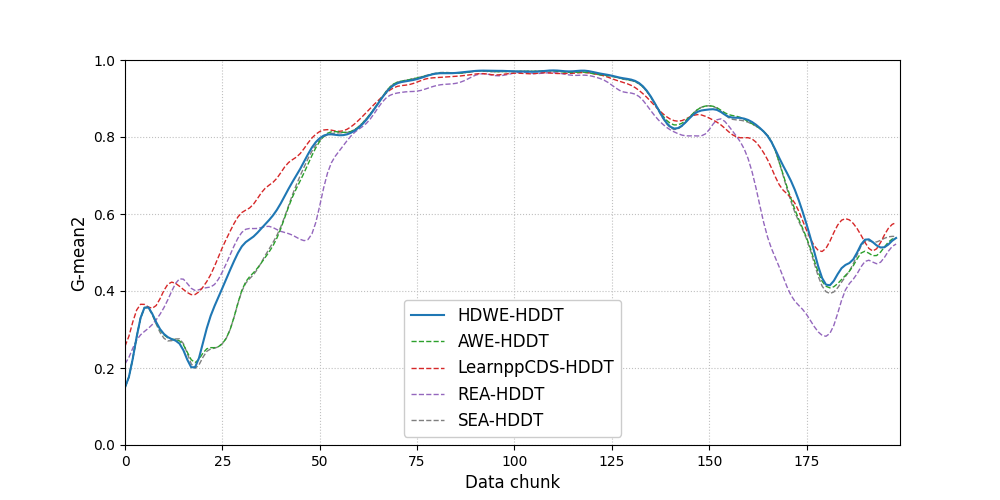 1.0
0.8
0.6
0.4
0.2
0.0
G-mean2
HDWE-HDDT
AWE-HDDT
LearnppCDS-HDDT
REA-HDDT
SEA-HDDT
0 25 50 75 100 125 150 175
Data chunk